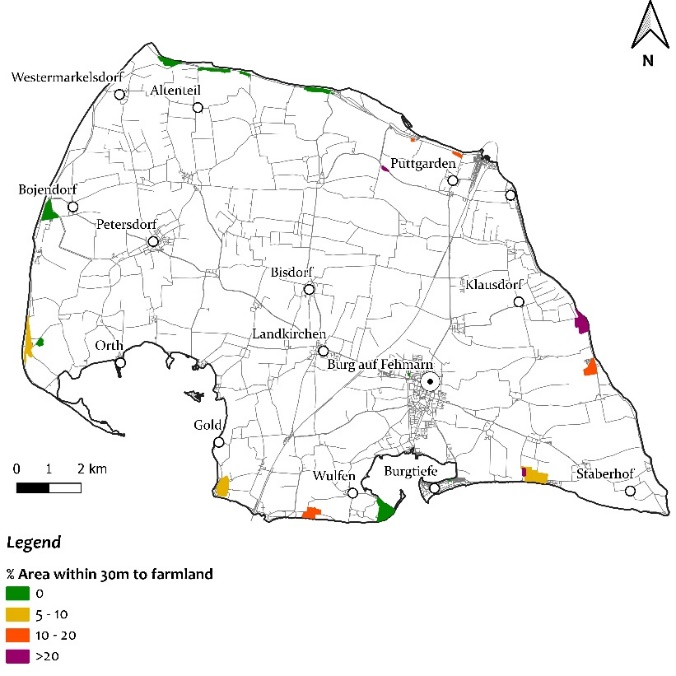 N
Westermarkelsdorf
Altenteil
Püttgarden
Bojendorf
Petersdorf
Bisdorf
Klausdorf
Landkirchen
Orth
Burg auf Fehmarn
Gold
Wulfen
Burgtiefe
Staberhof
0 1 2 km
Legend
% Area within 30m to farmland
0
5 - 10
10 - 20
>20